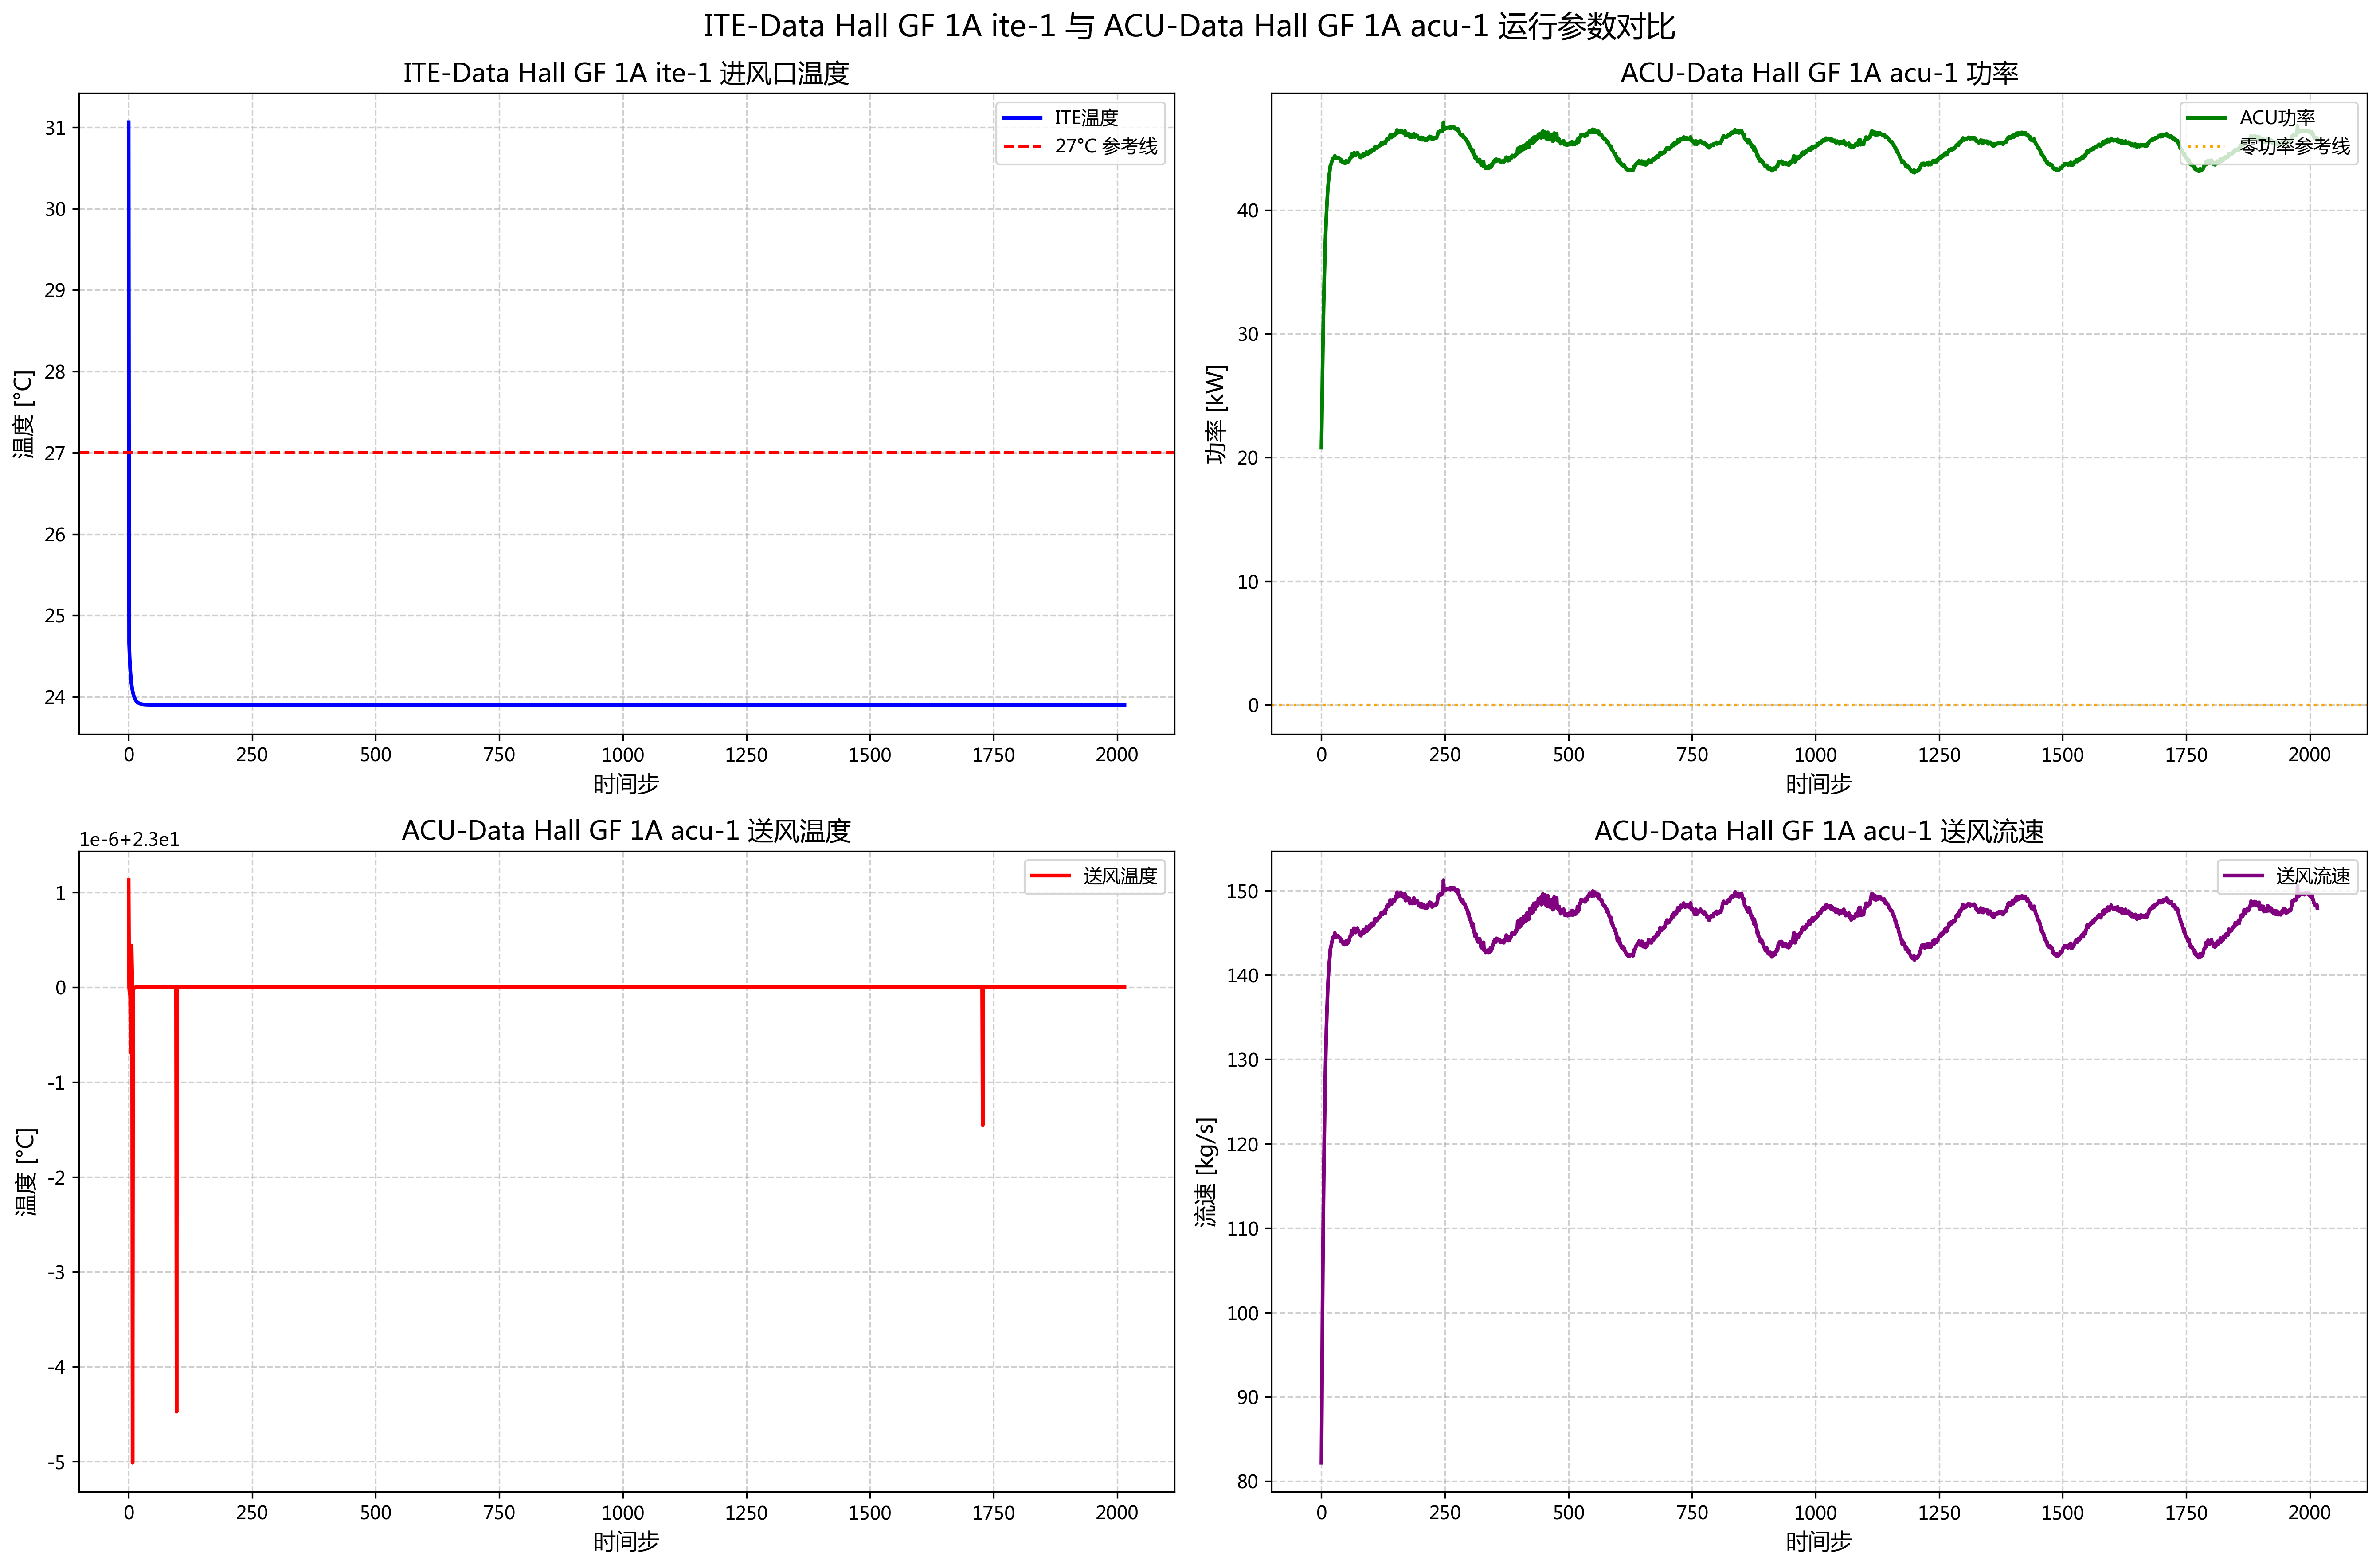 ITE-Data Hall GF 1A ite-1 与 ACU-Data Hall GF 1A acu-1 运行参数对比
ITE-Data Hall GF 1A ite-1 进风口温度
ITE温度
27°C 参考线
温度 [°C]
31
30
29
28
27
26
25
24
0 250 500 750 1000 1250 1500 1750 2000
时间步
ACU-Data Hall GF 1A acu-1 功率
ACU功率
零功率参考线
功率 [kW]
40
30
20
10
0
0 250 500 750 1000 1250 1500 1750 2000
时间步
ACU-Data Hall GF 1A acu-1 送风温度
1e-6+2.3e1
送风温度
温度 [°C]
1
0
-1
-2
-3
-4
-5
0 250 500 750 1000 1250 1500 1750 2000
时间步
ACU-Data Hall GF 1A acu-1 送风流速
送风流速
流速 [kg/s]
150
140
130
120
110
100
90
80
0 250 500 750 1000 1250 1500 1750 2000
时间步